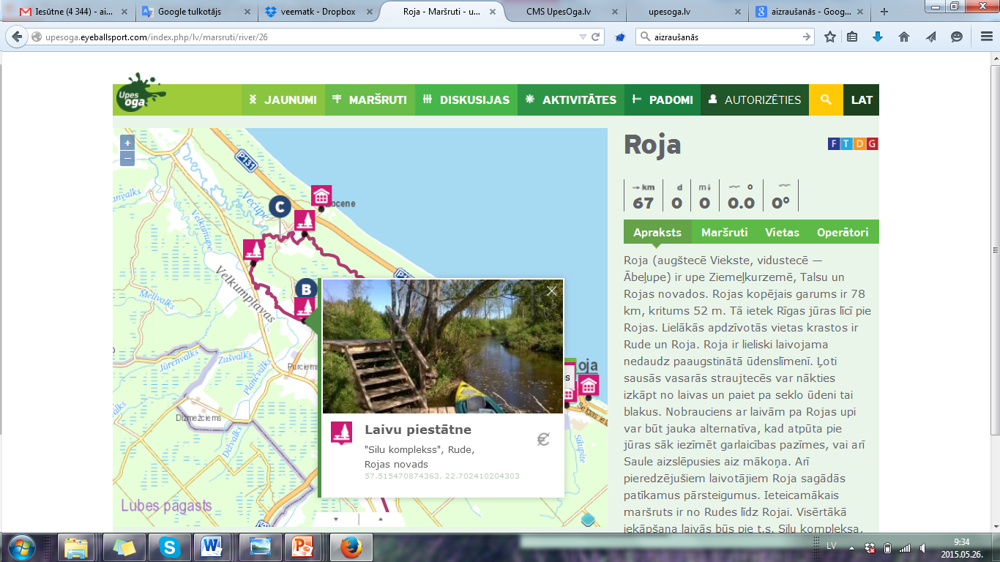 Iesūtne (4 344) - ai...
Google tulkotājs
veematk - Dropbox
Roja - Maršruti - u...
CMS UpesOga.lv
upesoga.lv
aizraušanās - Goog...
upesoga.eyeballsport.com/index.php/lv/marsruti/river/26
aizraušanās
Upes oga
JAUNUMI
MARŠRUTI
DISKUSIJAS
AKTIVITĀTES
PADOMI
AUTORIZĒTIES
LAT
+
−
P131
Vecupe
Velkumupe
C
ocene
Velkumpļavas
B
Melnvalks
Jūrenvalks
Zušvalks
Plantvalks
Purciems
Dižmežciems
Dižvalks
Lubes pagasts
oja
s
Silupīte
Laivu piestātne
"Silu komplekss", Rude,
Rojas novads
57.515470874363, 22.702410204303
Roja
F T D G
km d m↓ o
67 0 0 0.0 0°
Apraksts Maršruti Vietas Operātori
Roja (augštecē Viekste, vidustecē —
Ābeļupe) ir upe Ziemeļkurzemē, Talsu un
Rojas novados. Rojas kopējais garums ir 78
km, kritums 52 m. Tā ietek Rīgas jūras līcī pie
Rojas. Lielākās apdzīvotās vietas krastos ir
Rude un Roja. Roja ir lieliski laivojama
nedaudz paaugstinātā ūdenslīmenī. Ļoti
sausās vasarās straujtecēs var nākties
izkāpt no laivas un paiet pa seklo ūdeni tai
blakus. Nobrauciens ar laivām pa Rojas upi
var būt jauka alternatīva, kad atpūta pie
jūras sāk iezīmēt garlaicības pazīmes, vai arī
Saule aizslēpusies aiz mākoņa. Arī
pieredzējušiem laivotājiem Roja sagādās
patīkamus pārsteigumus. Ieteicamākais
maršruts ir no Rudes līdz Rojai. Visērtākā
iekāpšana laivās būs pie t.s. Silu kompleksa.
LV
9:34
2015.05.26.